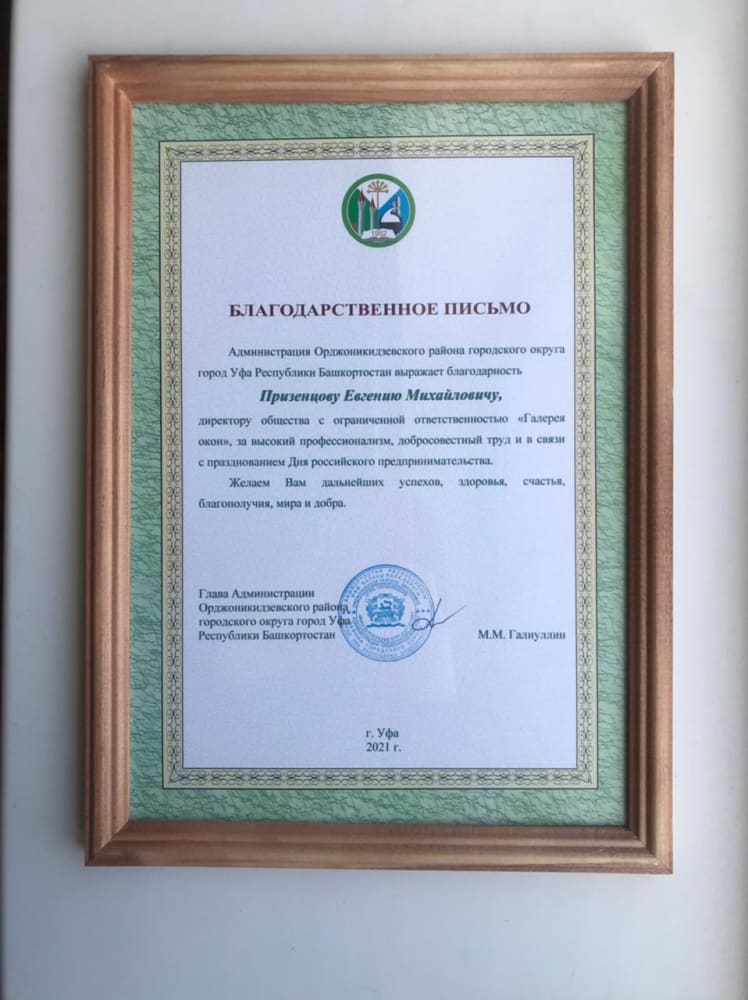 1952
БЛАГОДАРСТВЕННОЕ ПИСЬМО
Администрация Орджоникидзевского района городского округа
город Уфа Республики Башкортостан выражает благодарность
Призенцову Евгению Михайловичу,
директору общества с ограниченной ответственностью «Галерея
окон», за высокий профессионализм, добросовестный труд и в связи
с празднованием Дня российского предпринимательства.
Желаем Вам дальнейших успехов, здоровья, счастья,
благополучия, мира и добра.
Глава Администрации
Орджоникидзевского района
городского округа город Уфа
Республики Башкортостан
М.М. Галиуллин
г. Уфа
2021 г.